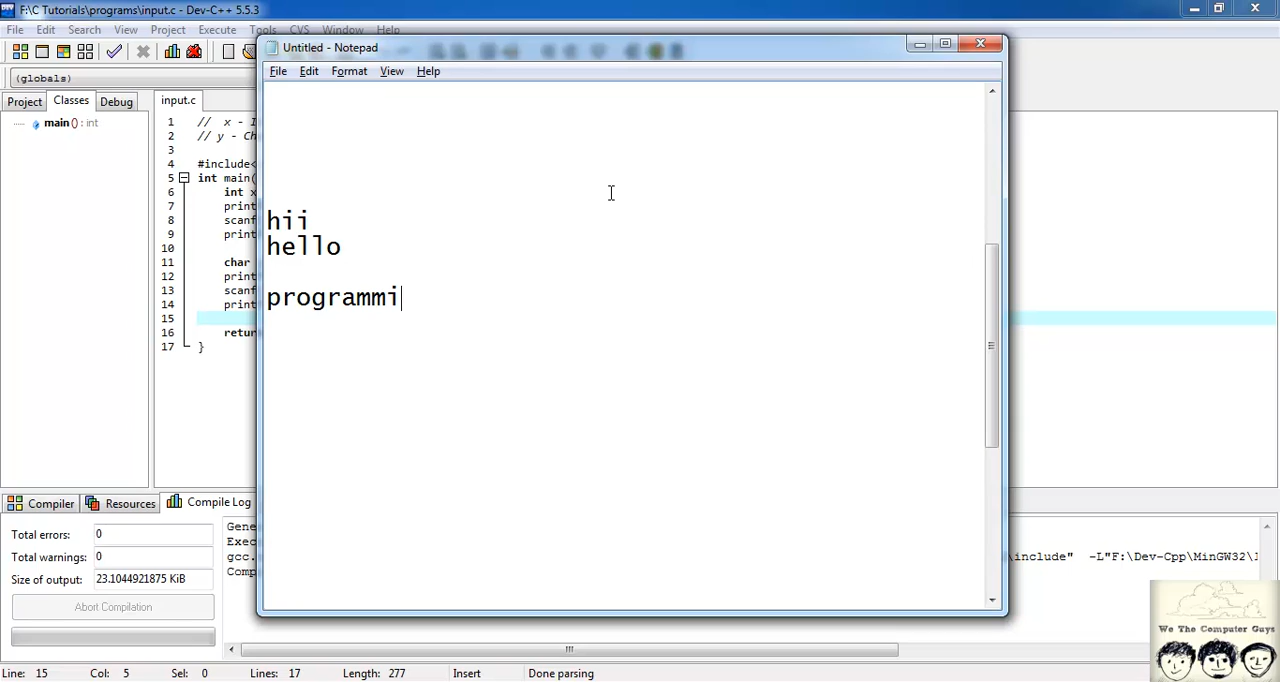 F:\C Tutorials\programs\input.c - Dev-C++ 5.5.3
File Edit Search View Project Execute Tools CVS Window Help
Untitled - Notepad
File Edit Format View Help
(globals)
Project Classes Debug
input.c
main () : int
1 // x - I
2 // y - Ch
3
4 #include<
5 int main(
6 int x
7 print
8 scanf
9 print
10
11 char
12 print
13 scanf
14 print
15
16 retur
17 }
hii
hello
programmi
Compiler Resources Compile Log
Total errors: 0
Total warnings: 0
Size of output: 23.1044921875 KiB
Abort Compilation
Gene
Exec
gcc.
Comp
include" -L"F:\Dev-Cpp\MinGW32\
We The Computer Guys
Line: 15 Col: 5 Sel: 0 Lines: 17 Length: 277 Insert Done parsing